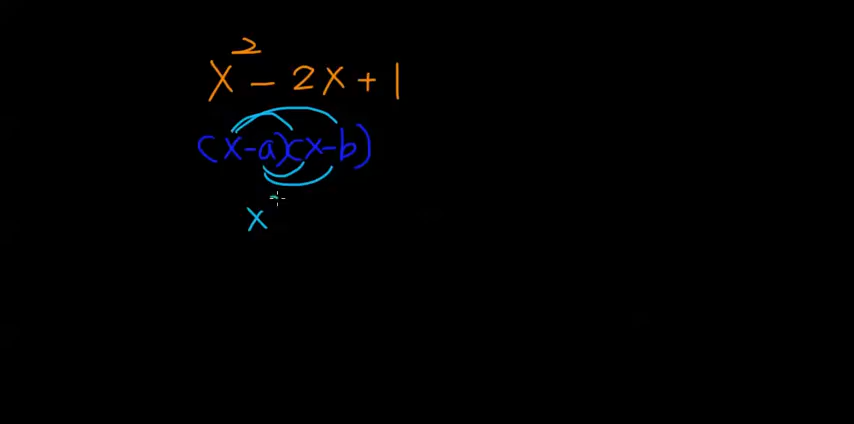 x² - 2x + 1
(x-a)(x-b)
x